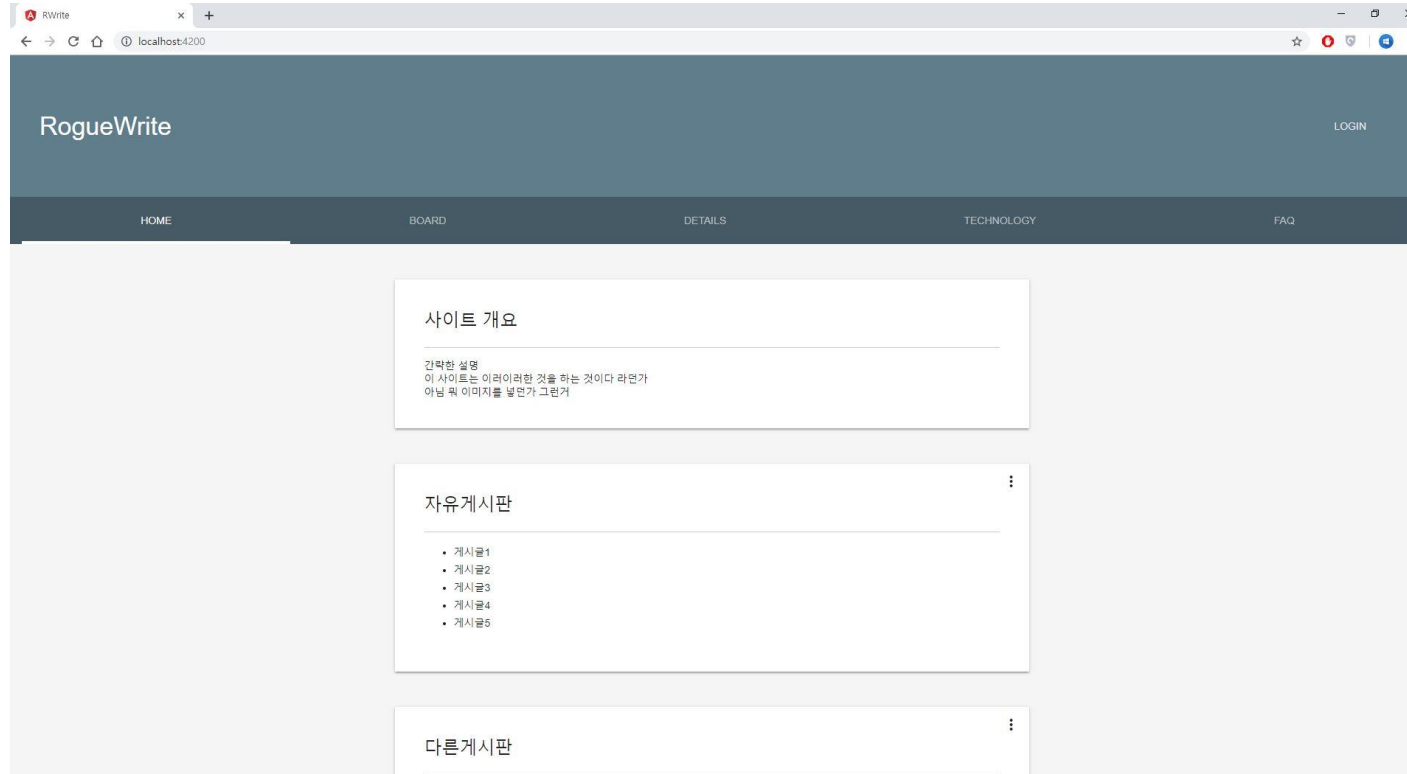 RWrite
localhost:4200
RogueWrite
LOGIN
HOME BOARD DETAILS TECHNOLOGY FAQ
사이트 개요
간략한 설명
이 사이트는 이러이러한 것을 하는 것이다 라던가
아님 뭐 이미지를 넣던가 그런거
자유게시판
게시글1
게시글2
게시글3
게시글4
게시글5
다른게시판